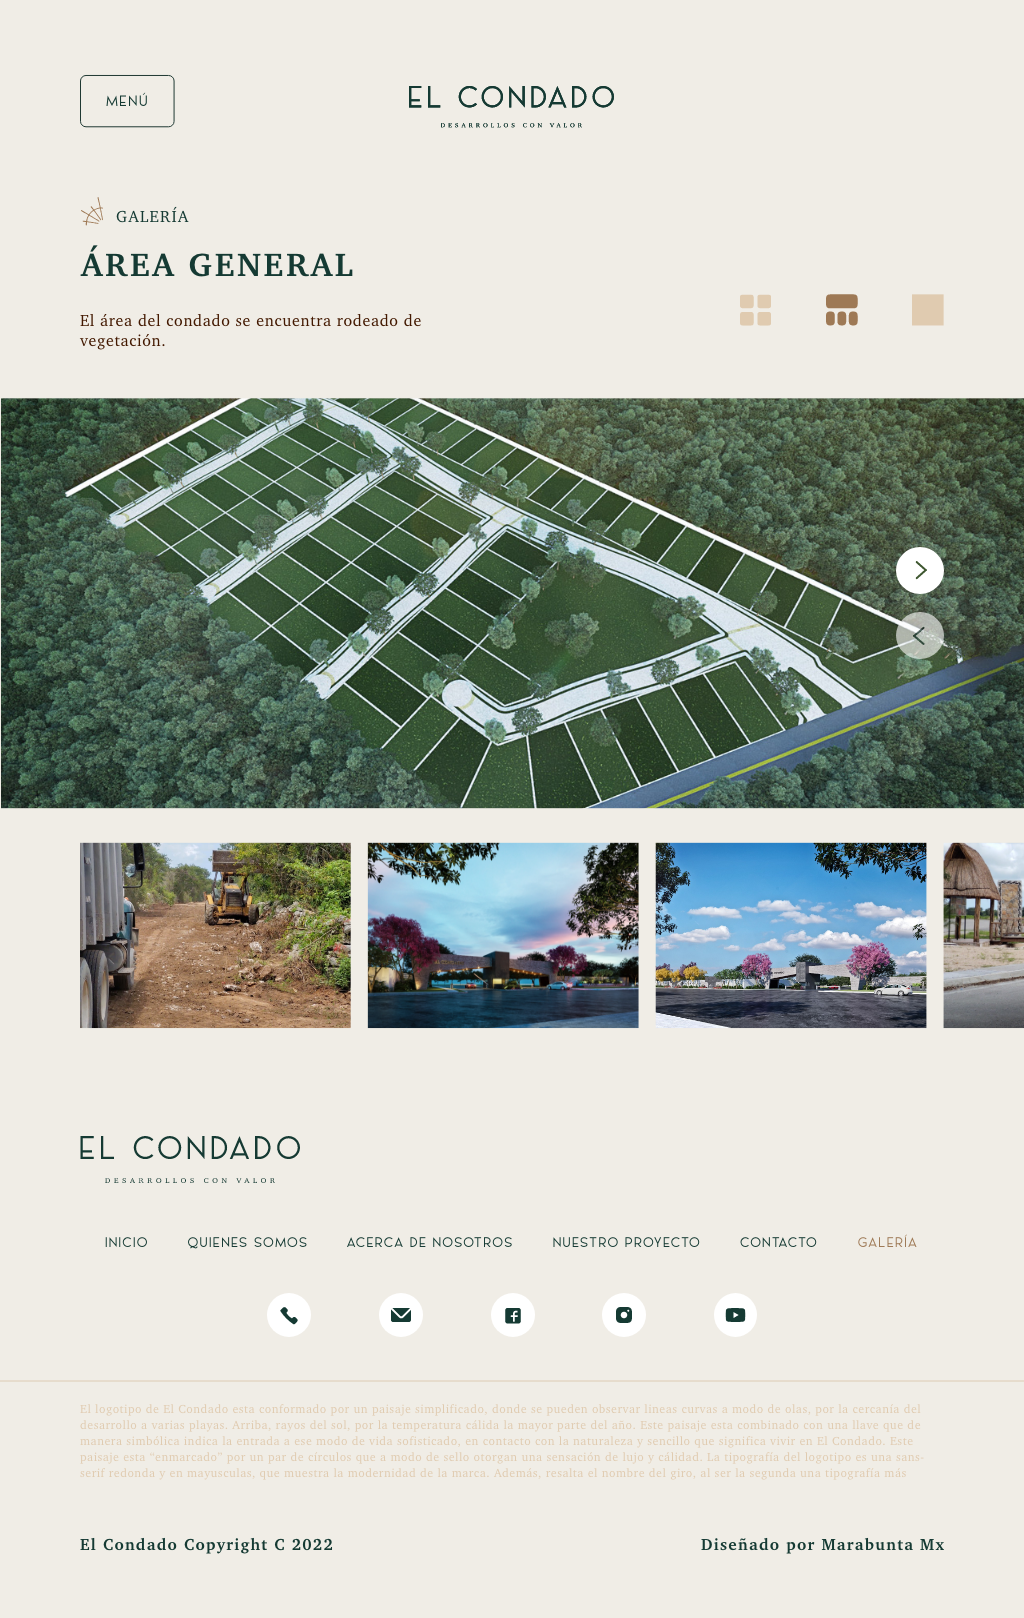 MENÚ
EL CONDADO
DESARROLLOS CON VALOR
GALERÍA
ÁREA GENERAL
El área del condado se encuentra rodeado de
vegetación.
EL CONDADO
DESARROLLOS CON VALOR
INICIO QUIENES SOMOS ACERCA DE NOSOTROS NUESTRO PROYECTO CONTACTO GALERÍA
El logotipo de El Condado esta conformado por un paisaje simplificado, donde se pueden observar lineas curvas a modo de olas, por la cercanía del
desarrollo a varias playas. Arriba, rayos del sol, por la temperatura cálida la mayor parte del año. Este paisaje esta combinado con una llave que de
manera simbólica indica la entrada a ese modo de vida sofisticado, en contacto con la naturaleza y sencillo que significa vivir en El Condado. Este
paisaje esta "enmarcado" por un par de círculos que a modo de sello otorgan una sensación de lujo y cálidad. La tipografía del logotipo es una sans-
serif redonda y en mayusculas, que muestra la modernidad de la marca. Además, resalta el nombre del giro, al ser la segunda una tipografía más
El Condado Copyright C 2022
Diseñado por Marabunta Mx